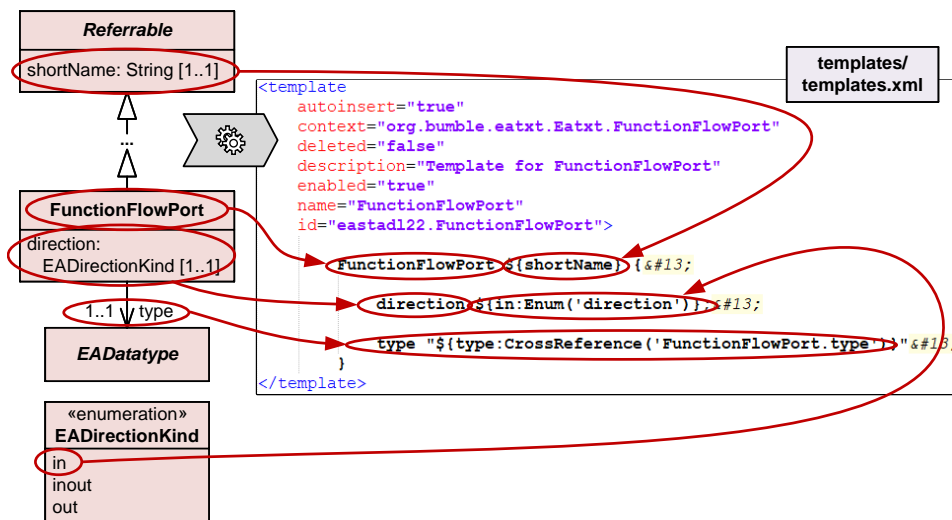 Referrable
shortName: String [1..1]
...
FunctionFlowPort
direction:
EADirectionKind [1..1]
1..1 type
EADatatype
«enumeration»
EADirectionKind
in
inout
out
templates/
templates.xml
<template
autoinsert="true"
context="org.bumble.eatxt.Eatxt.FunctionFlowPort"
deleted="false"
description="Template for FunctionFlowPort"
enabled="true"
name="FunctionFlowPort"
id="eastadl22.FunctionFlowPort">
FunctionFlowPort ${shortName} {&#13;
direction ${in:Enum('direction')};&#13;
type "${type:CrossReference('FunctionFlowPort.type')}"&#13
}
</template>